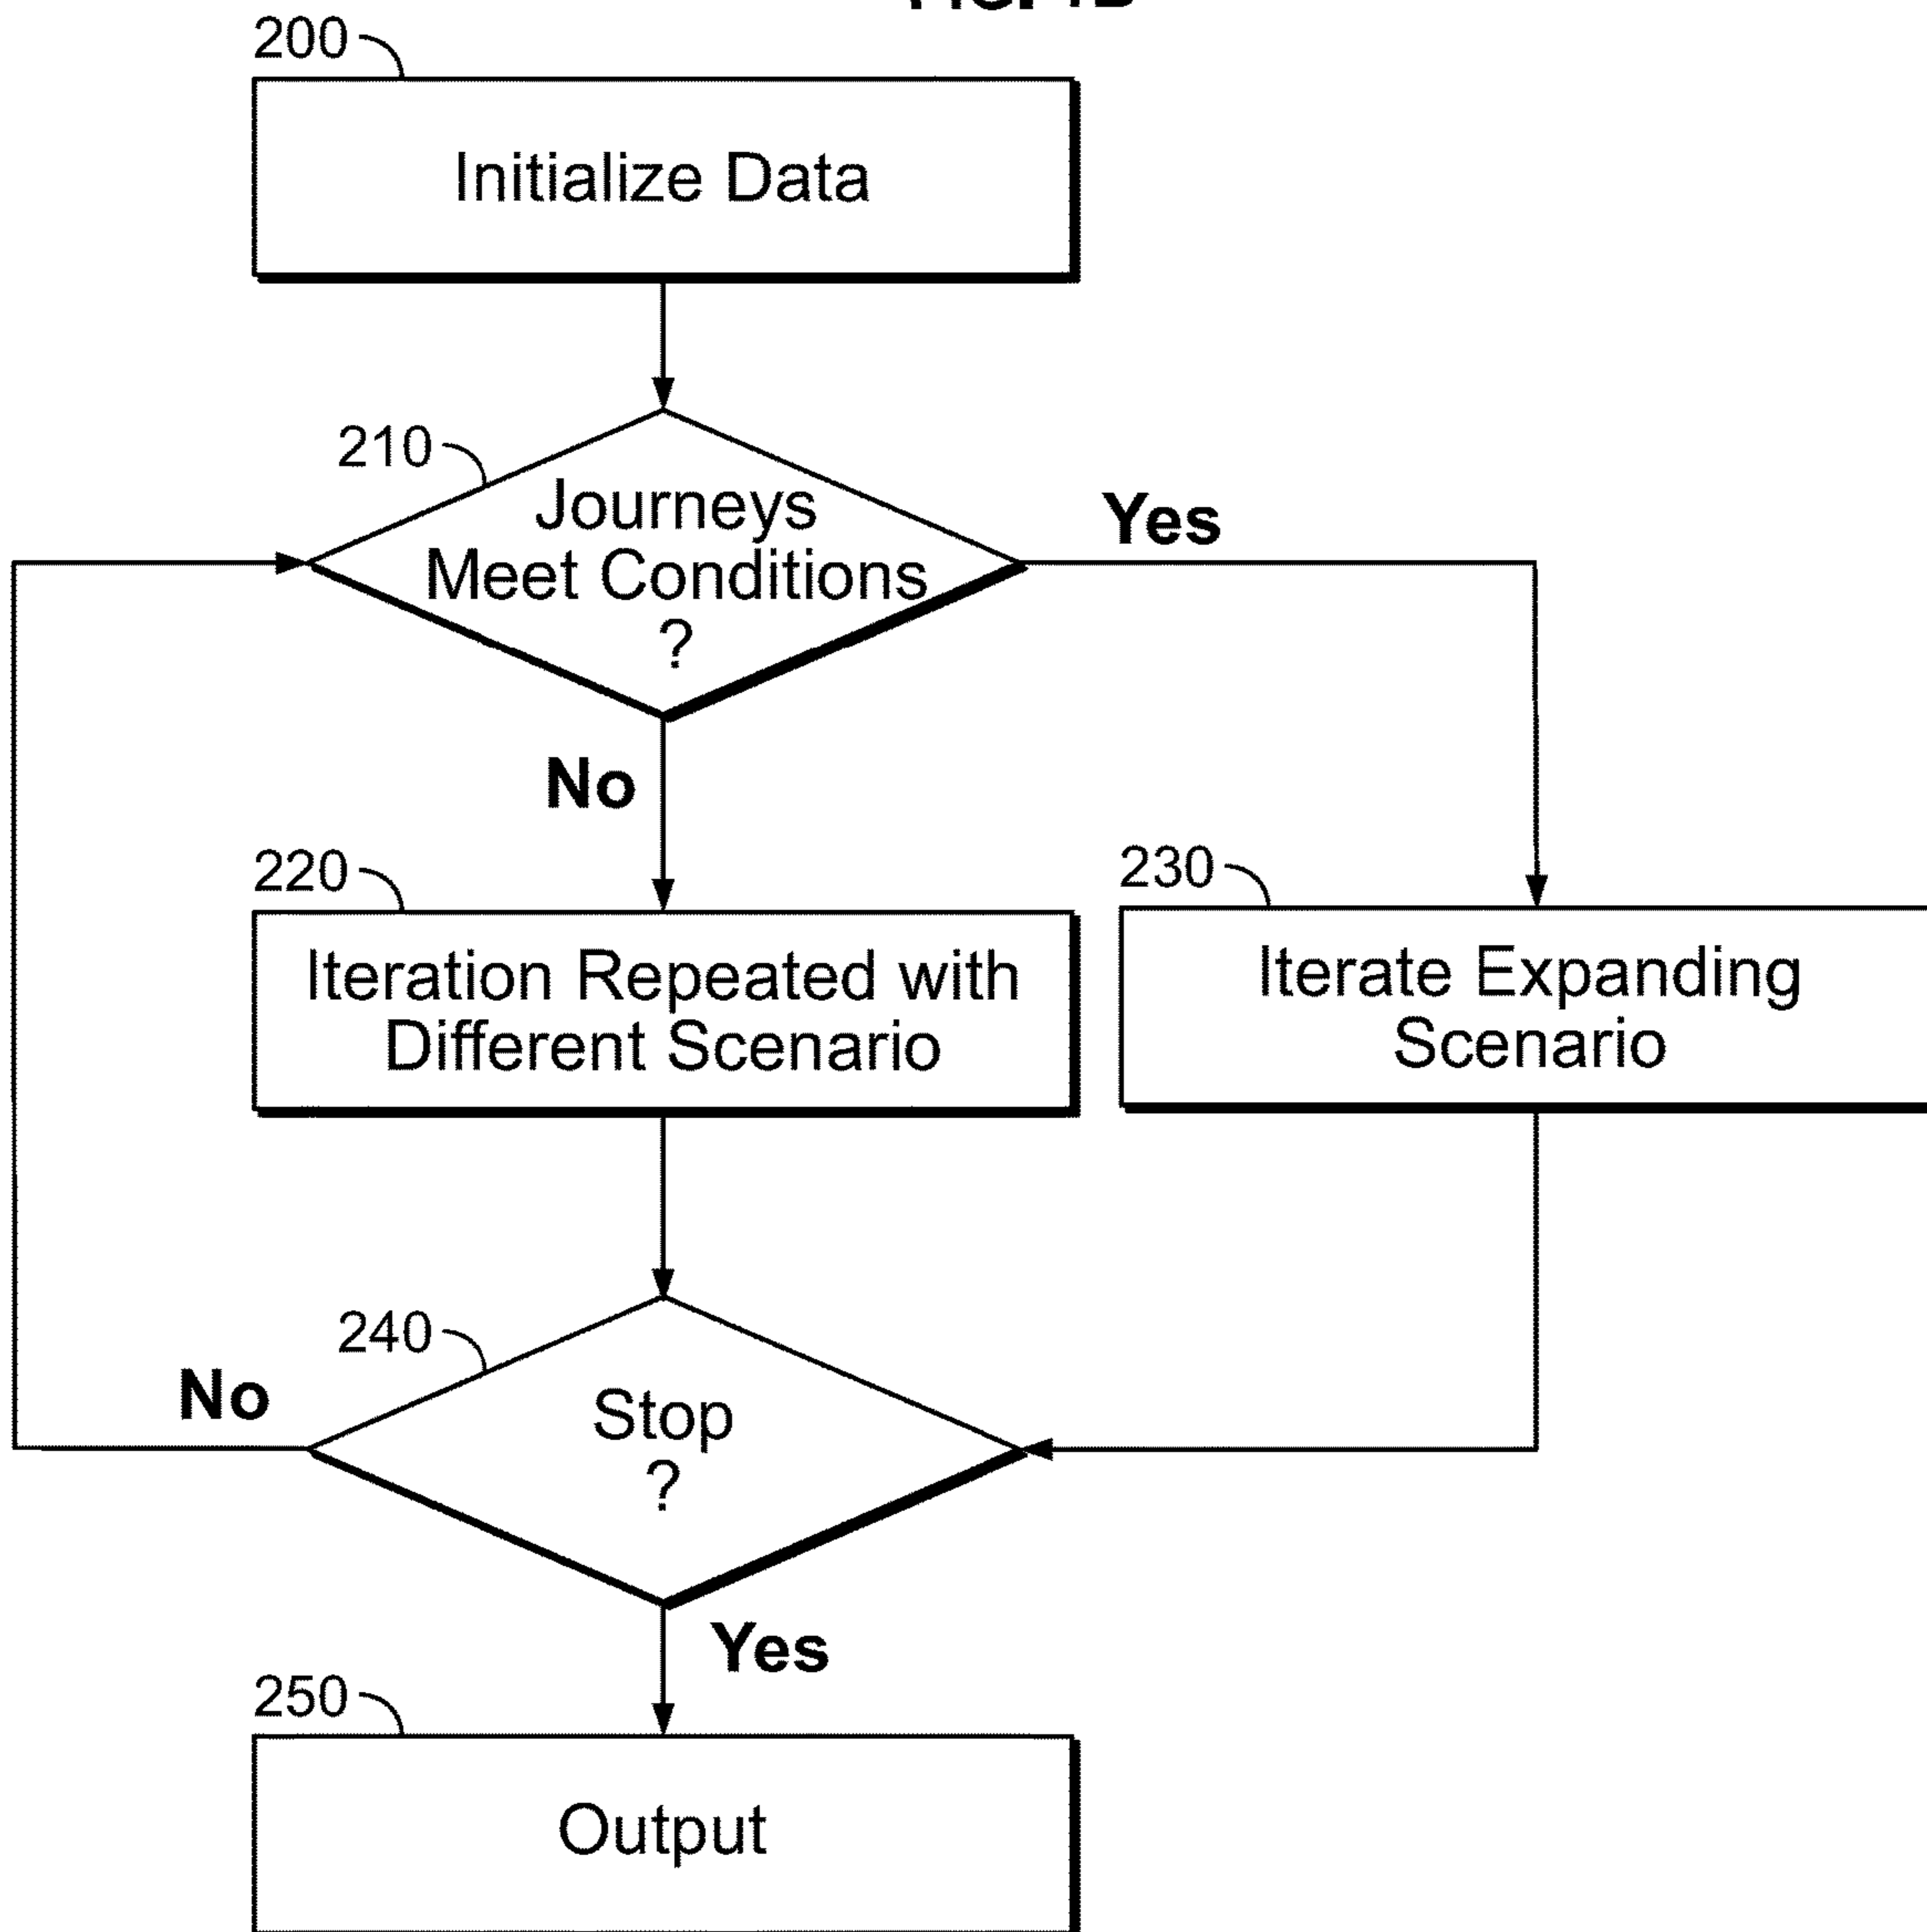 200
Initialize Data
210
Journeys
Meet Conditions
?
Yes
No
220
Iteration Repeated with
Different Scenario
230
Iterate Expanding
Scenario
240
No
Stop
?
Yes
250
Output